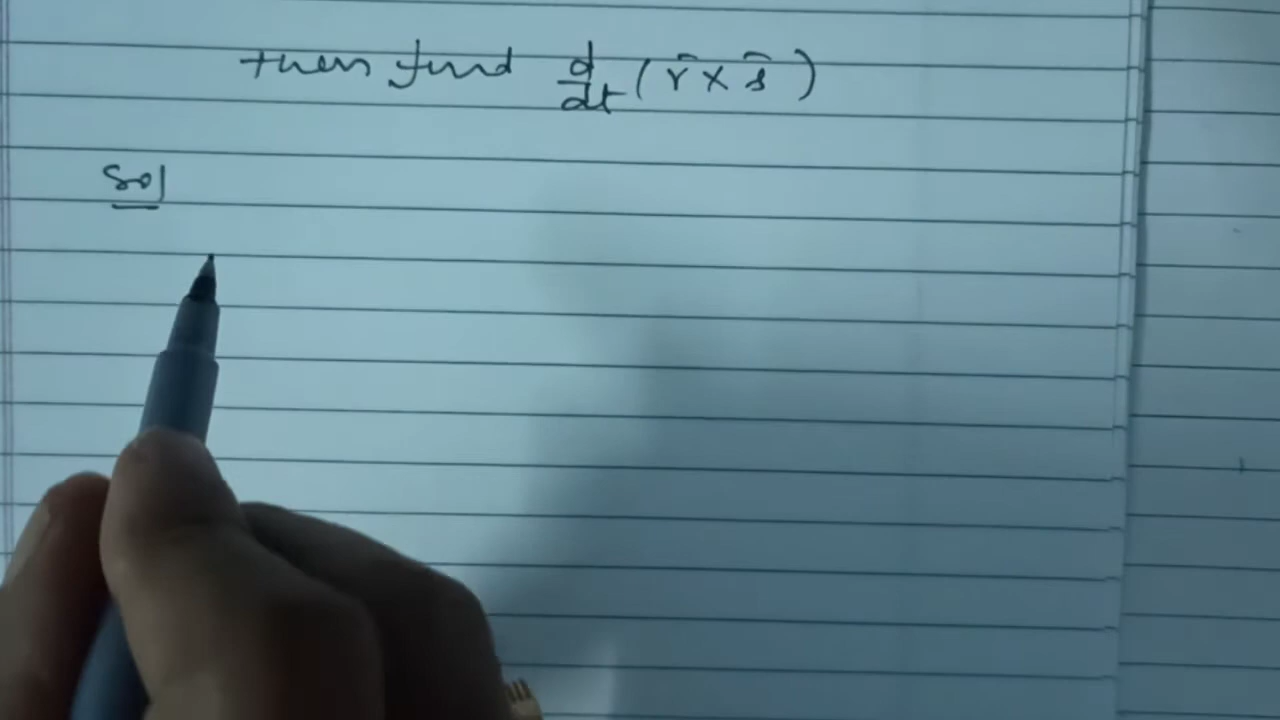 then find d/dt (r̄ × s̄)
Sol